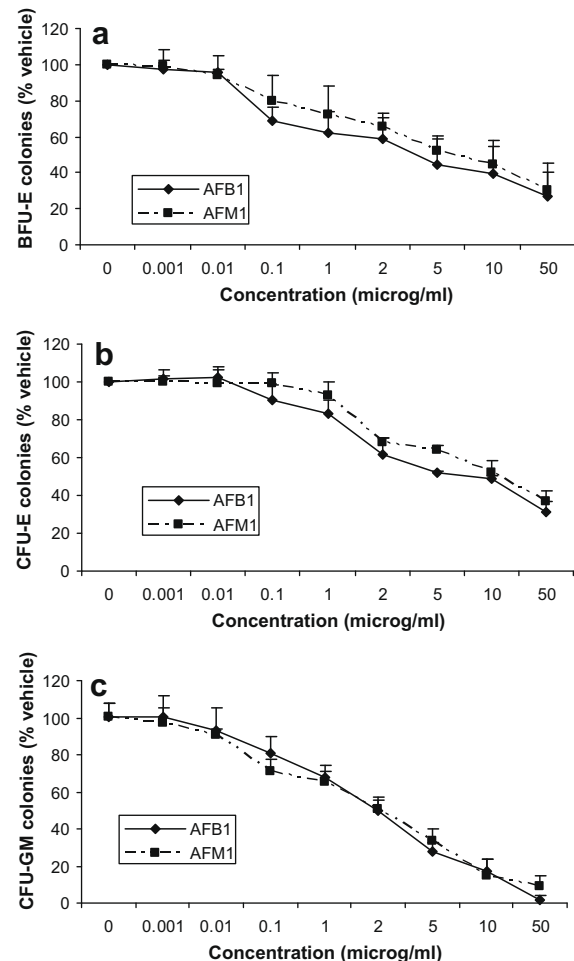 a
BFU-E colonies (% vehicle)
120
100
80
60
40
20
0
AFB1
AFM1
0 0.001 0.01 0.1 1 2 5 10 50
Concentration (microg/ml)
b
CFU-E colonies (% vehicle)
120
100
80
60
40
20
0
AFB1
AFM1
0 0.001 0.01 0.1 1 2 5 10 50
Concentration (microg/ml)
c
CFU-GM colonies (% vehicle)
120
100
80
60
40
20
0
AFB1
AFM1
0 0.001 0.01 0.1 1 2 5 10 50
Concentration (microg/ml)